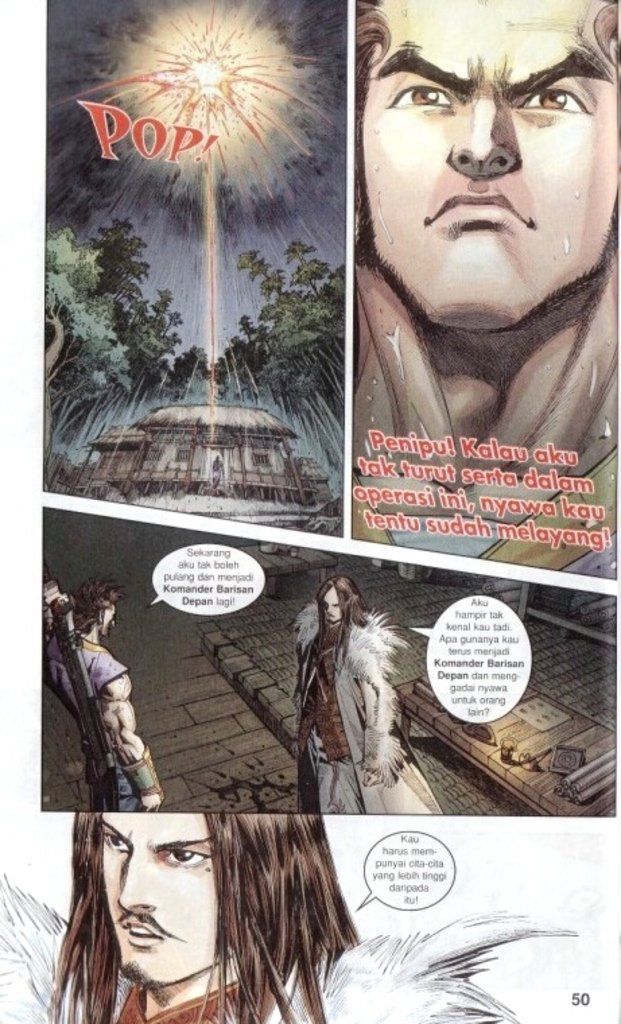 POP!
Penipu! Kalau aku
tak turut serta dalam
operasi ini, nyawa kau
tentu sudah melayang!
Sekarang
aku tak boleh
pulang dan menjadi
Komander Barisan
Depan lagi!
Aku
hampir tak
kenal kau tadi.
Apa gunanya kau
terus menjadi
Komander Barisan
Depan dan meng-
gadai nyawa
untuk orang
lain?
Kau
harus mem-
punyai cita-cita
yang lebih tinggi
daripada
itu!
50